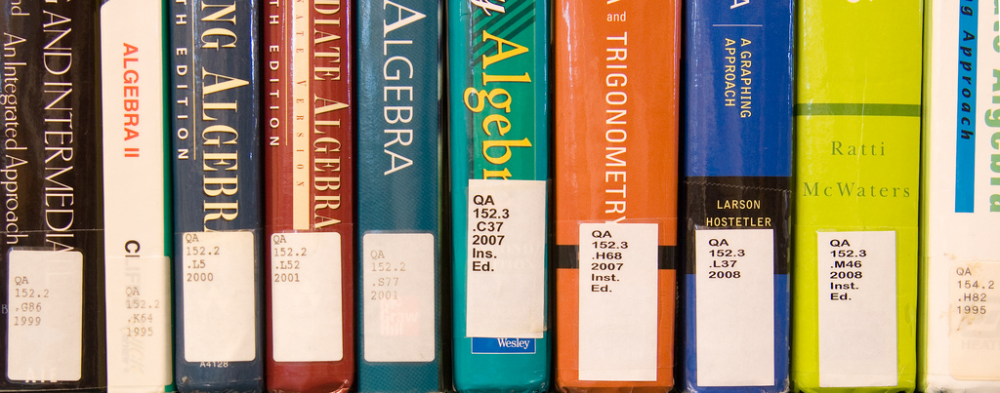 AND INTERMEDIA
An Integrated Approach
QA
152.2
.G86
1999
ALGEBRA II
QA
152.2
.K64
1995
NG ALGEBR
TH EDITION
QA
152.2
.L5
2000
A4128
DIATE ALGEBRA
ATE VERSION
TH EDITION
QA
152.2
.L52
2001
ALGEBRA
QA
152.2
.S77
2001
Algebr
QA
152.3
.C37
2007
Ins.
Ed.
Wesley
and TRIGONOMETRY
QA
152.3
.H68
2007
Inst.
Ed.
A GRAPHING
APPROACH
LARSON
HOSTETLER
QA
152.3
.L37
2008
Ratti
McWaters
QA
152.3
.M46
2008
Inst.
Ed.
Algebra
g Approach
QA
154.2
.H82
1995